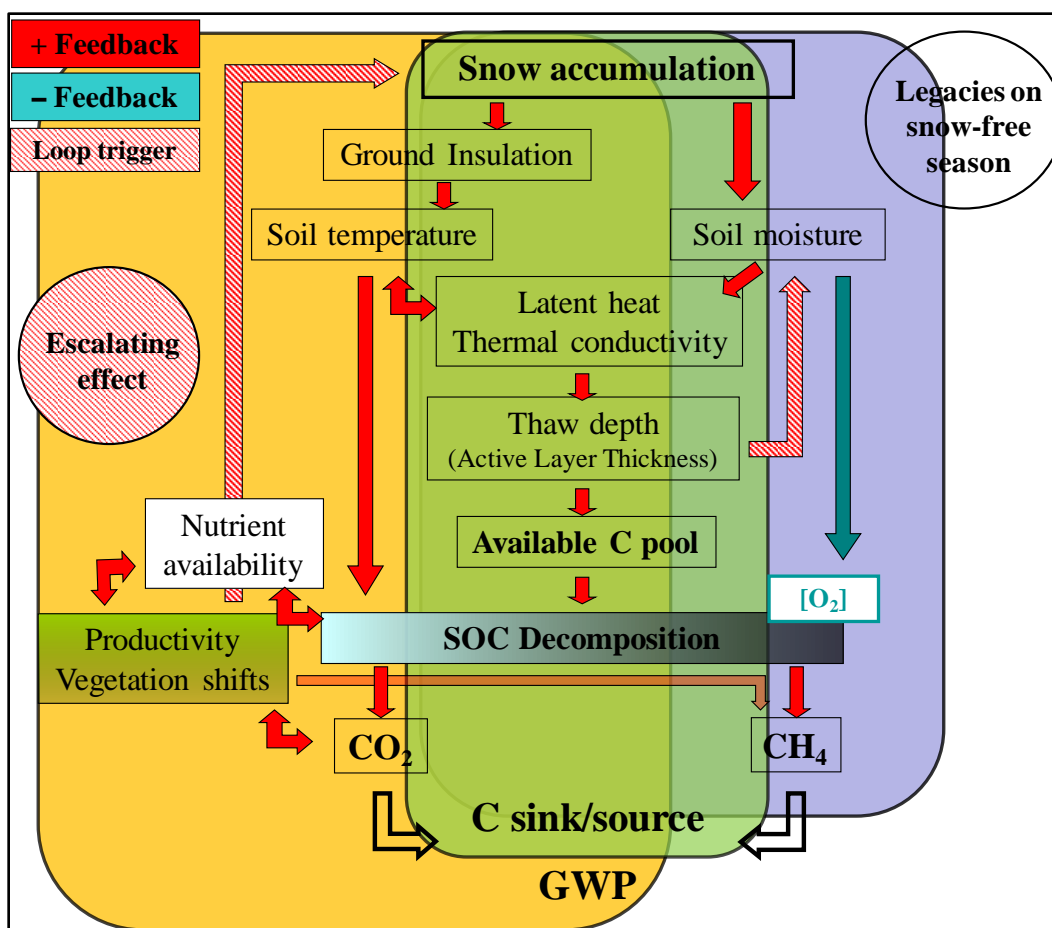 + Feedback
– Feedback
Loop trigger
Snow accumulation
Legacies on
snow-free
season
Ground Insulation
Soil temperature
Soil moisture
Latent heat
Thermal conductivity
Escalating
effect
Thaw depth
(Active Layer Thickness)
Nutrient
availability
Available C pool
[O₂]
Productivity
Vegetation shifts
SOC Decomposition
CO₂
CH₄
C sink/source
GWP